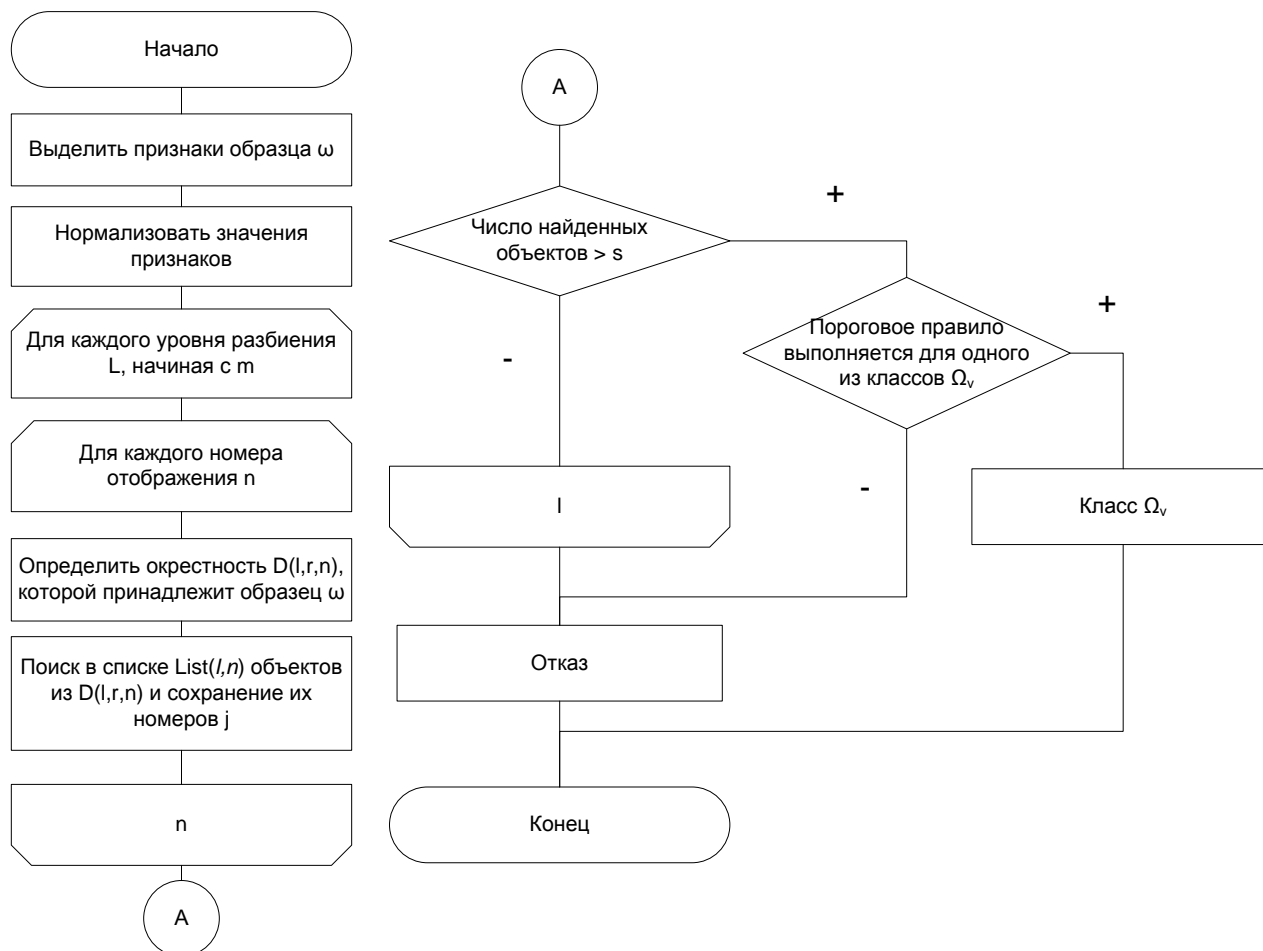 Начало
Выделить признаки образца ω
Нормализовать значения
признаков
Для каждого уровня разбиения
L, начиная с m
Для каждого номера
отображения n
Определить окрестность D(l,r,n),
которой принадлежит образец ω
Поиск в списке List(l,n) объектов
из D(l,r,n) и сохранение их
номеров j
n
A
A
Число найденных
объектов > s
+
-
Пороговое правило
выполняется для одного
из классов Ωv
+
-
l
Класс Ωv
Отказ
Конец